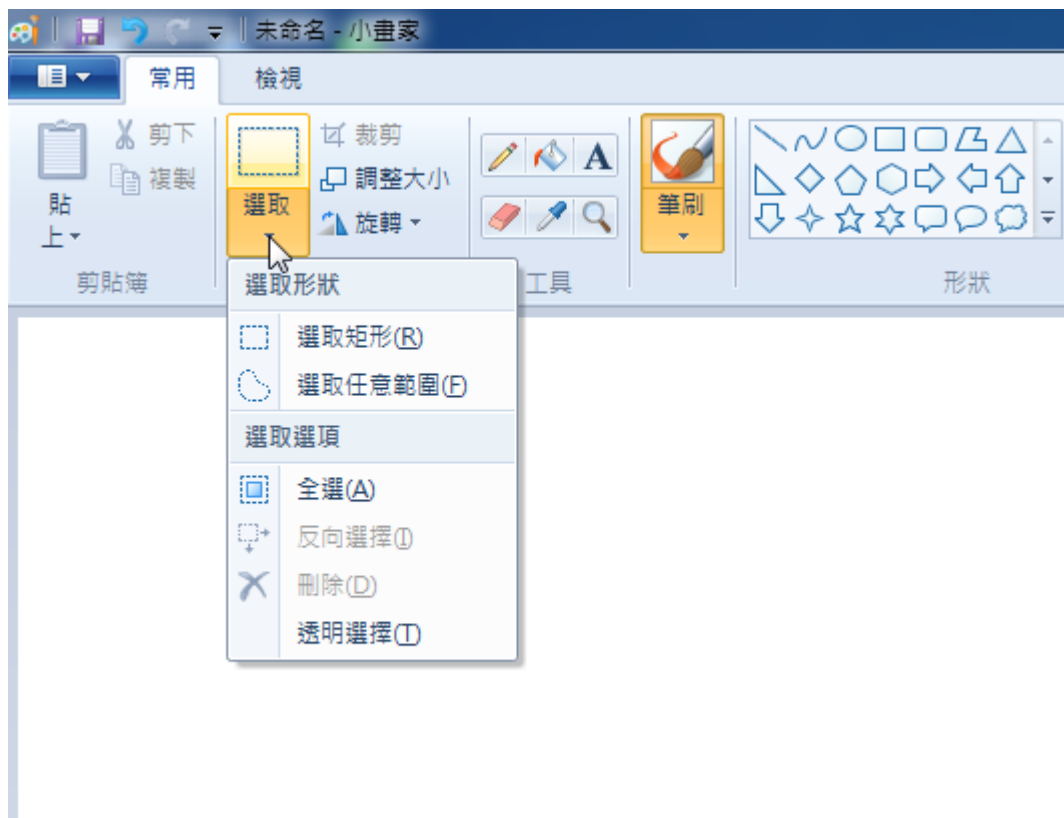 未命名 - 小畫家
常用
檢視
貼
上
剪下
複製
剪貼簿
選取
裁剪
調整大小
旋轉
A
工具
筆刷
形狀
選取形狀
選取矩形(R)
選取任意範圍(F)
選取選項
全選(A)
反向選擇(I)
刪除(D)
透明選擇(T)